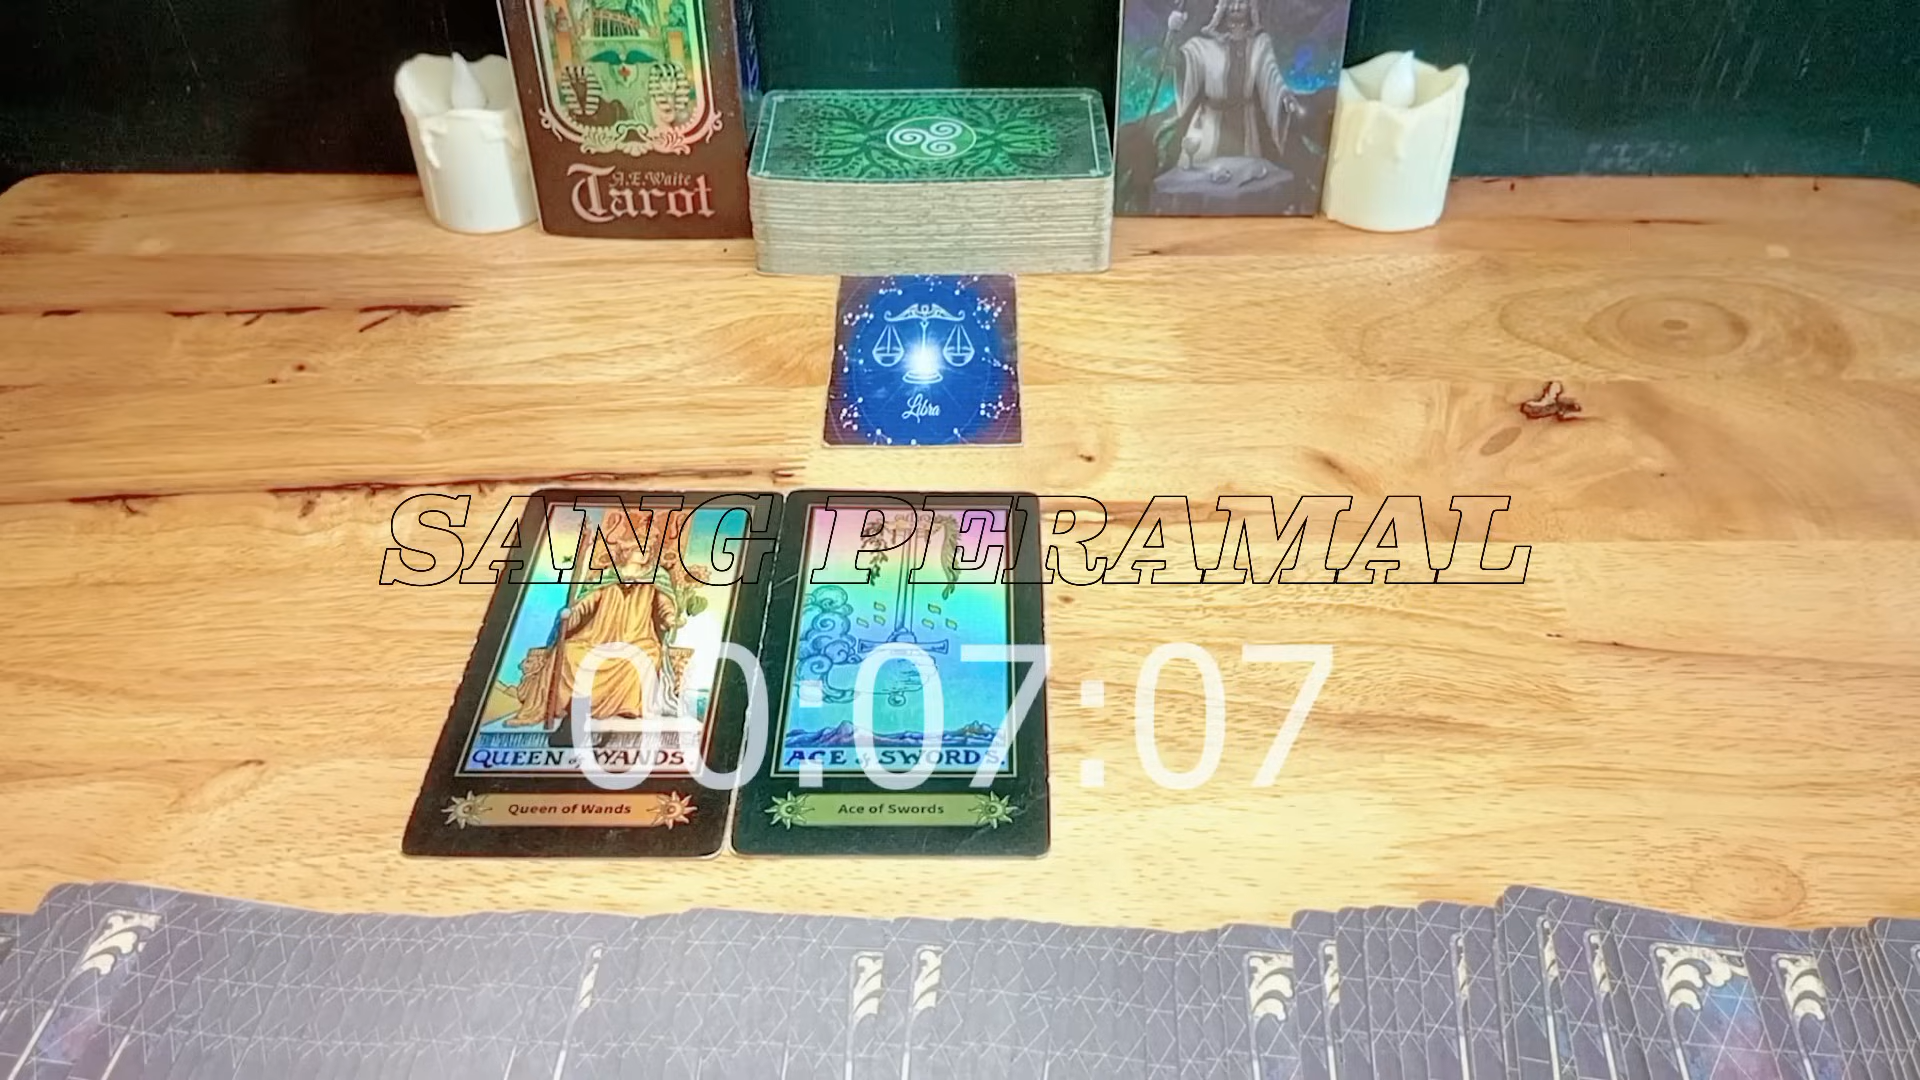 A.E. Waite
Tarot
Libra
SANG PERAMAL
00:07:07
QUEEN of WANDS.
ACE of SWORDS.
Queen of Wands
Ace of Swords